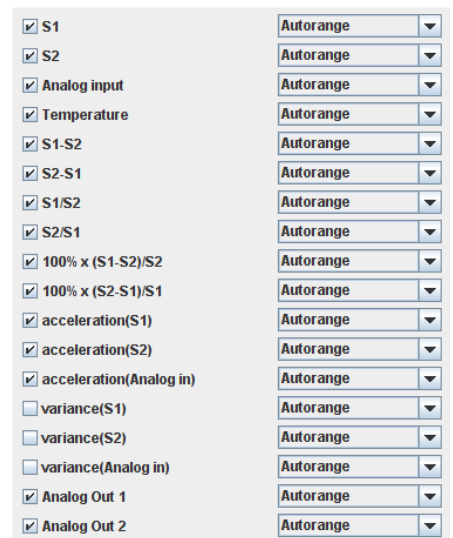 S1 Autorange
S2 Autorange
Analog input Autorange
Temperature Autorange
S1-S2 Autorange
S2-S1 Autorange
S1/S2 Autorange
S2/S1 Autorange
100% x (S1-S2)/S2 Autorange
100% x (S2-S1)/S1 Autorange
acceleration(S1) Autorange
acceleration(S2) Autorange
acceleration(Analog in) Autorange
variance(S1) Autorange
variance(S2) Autorange
variance(Analog in) Autorange
Analog Out 1 Autorange
Analog Out 2 Autorange